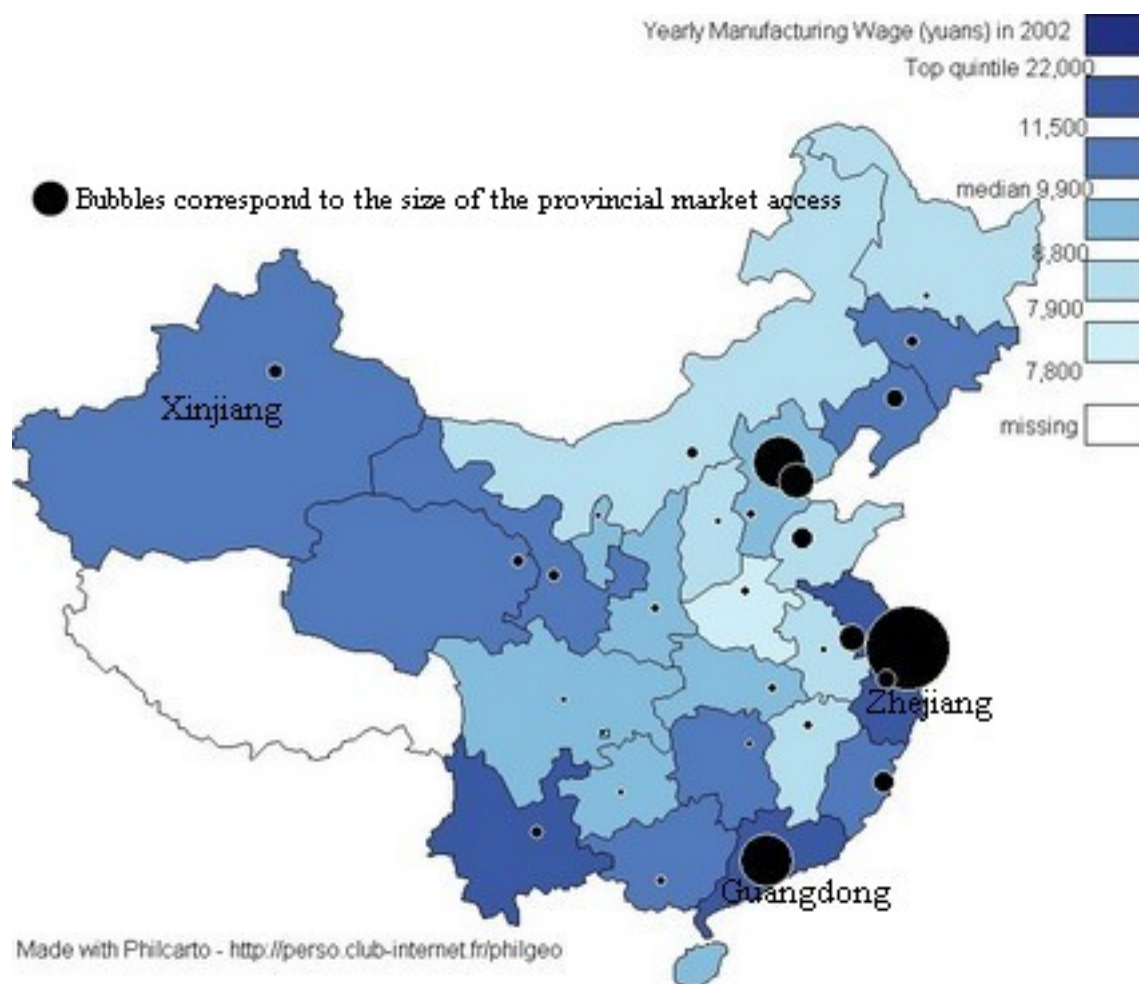 Yearly Manufacturing Wage (yuans) in 2002
Top quintile 22,000
11,500
Bubbles correspond to the size of the provincial market access
median 9,900
8,800
7,900
7,800
missing
Xinjiang
Zhejiang
Guangdong
Made with Philcarto - http://perso.club-internet.fr/philgeo